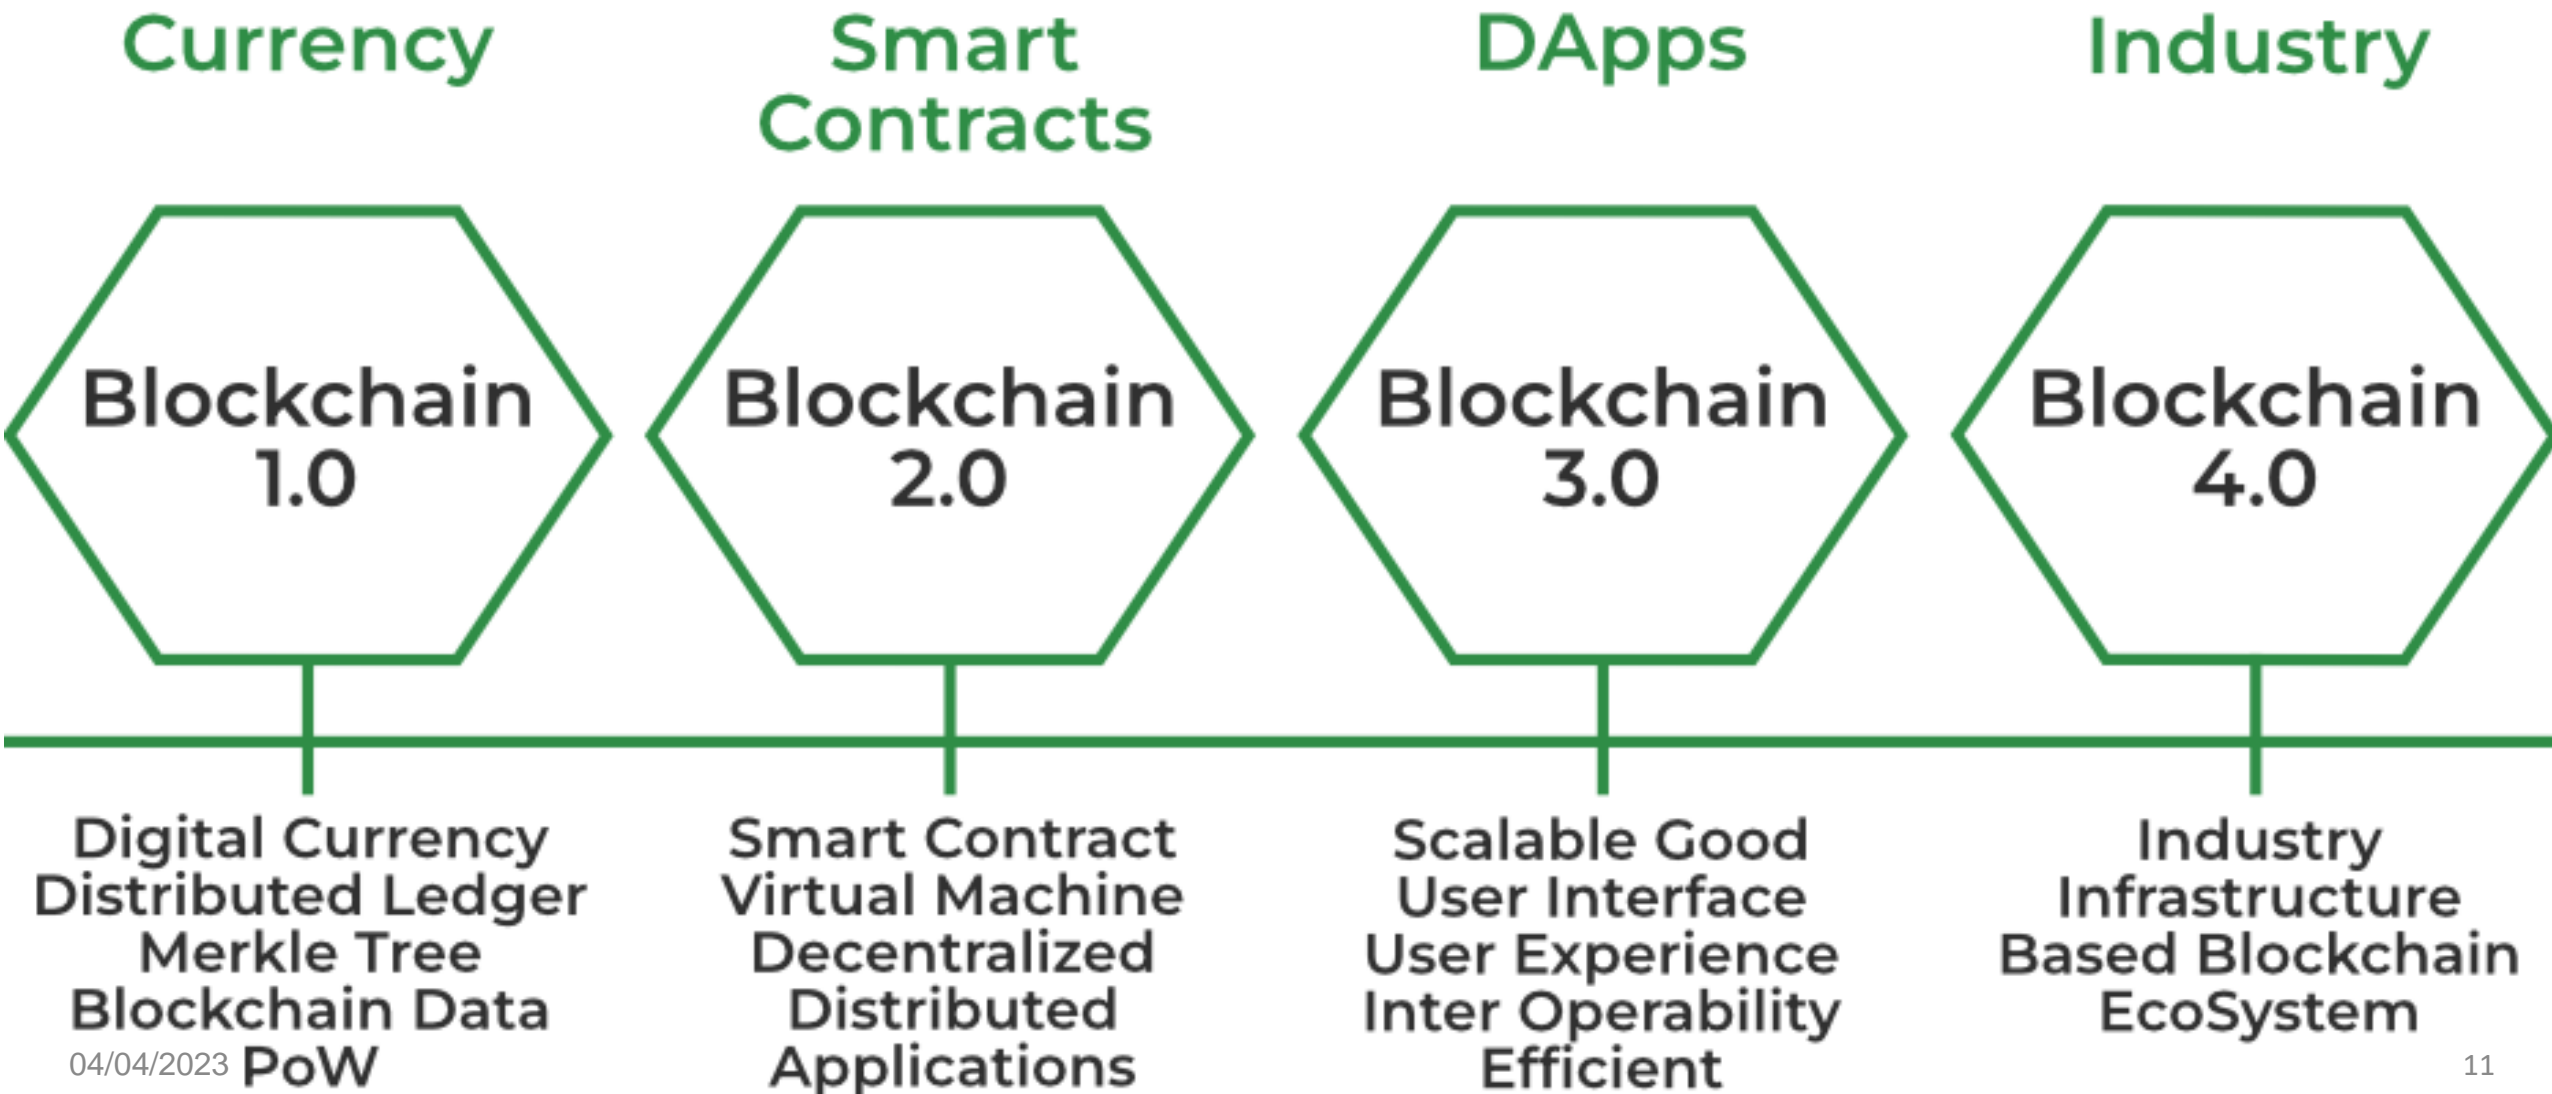 Currency
Smart
Contracts
DApps
Industry
Blockchain
1.0
Blockchain
2.0
Blockchain
3.0
Blockchain
4.0
Digital Currency
Distributed Ledger
Merkle Tree
Blockchain Data
PoW
Smart Contract
Virtual Machine
Decentralized
Distributed
Applications
Scalable Good
User Interface
User Experience
Inter Operability
Efficient
Industry
Infrastructure
Based Blockchain
EcoSystem
04/04/2023
11